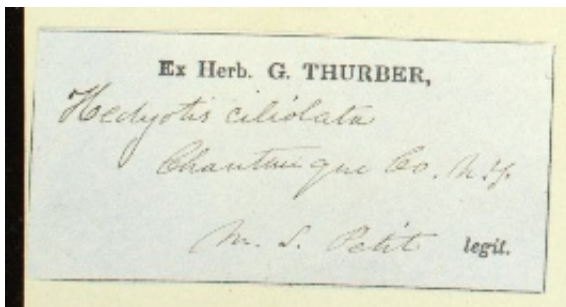 Ex Herb. G. THURBER,
Hedyotis ciliolata
Chautauque Co. N.Y.
M. S. Petit legit.